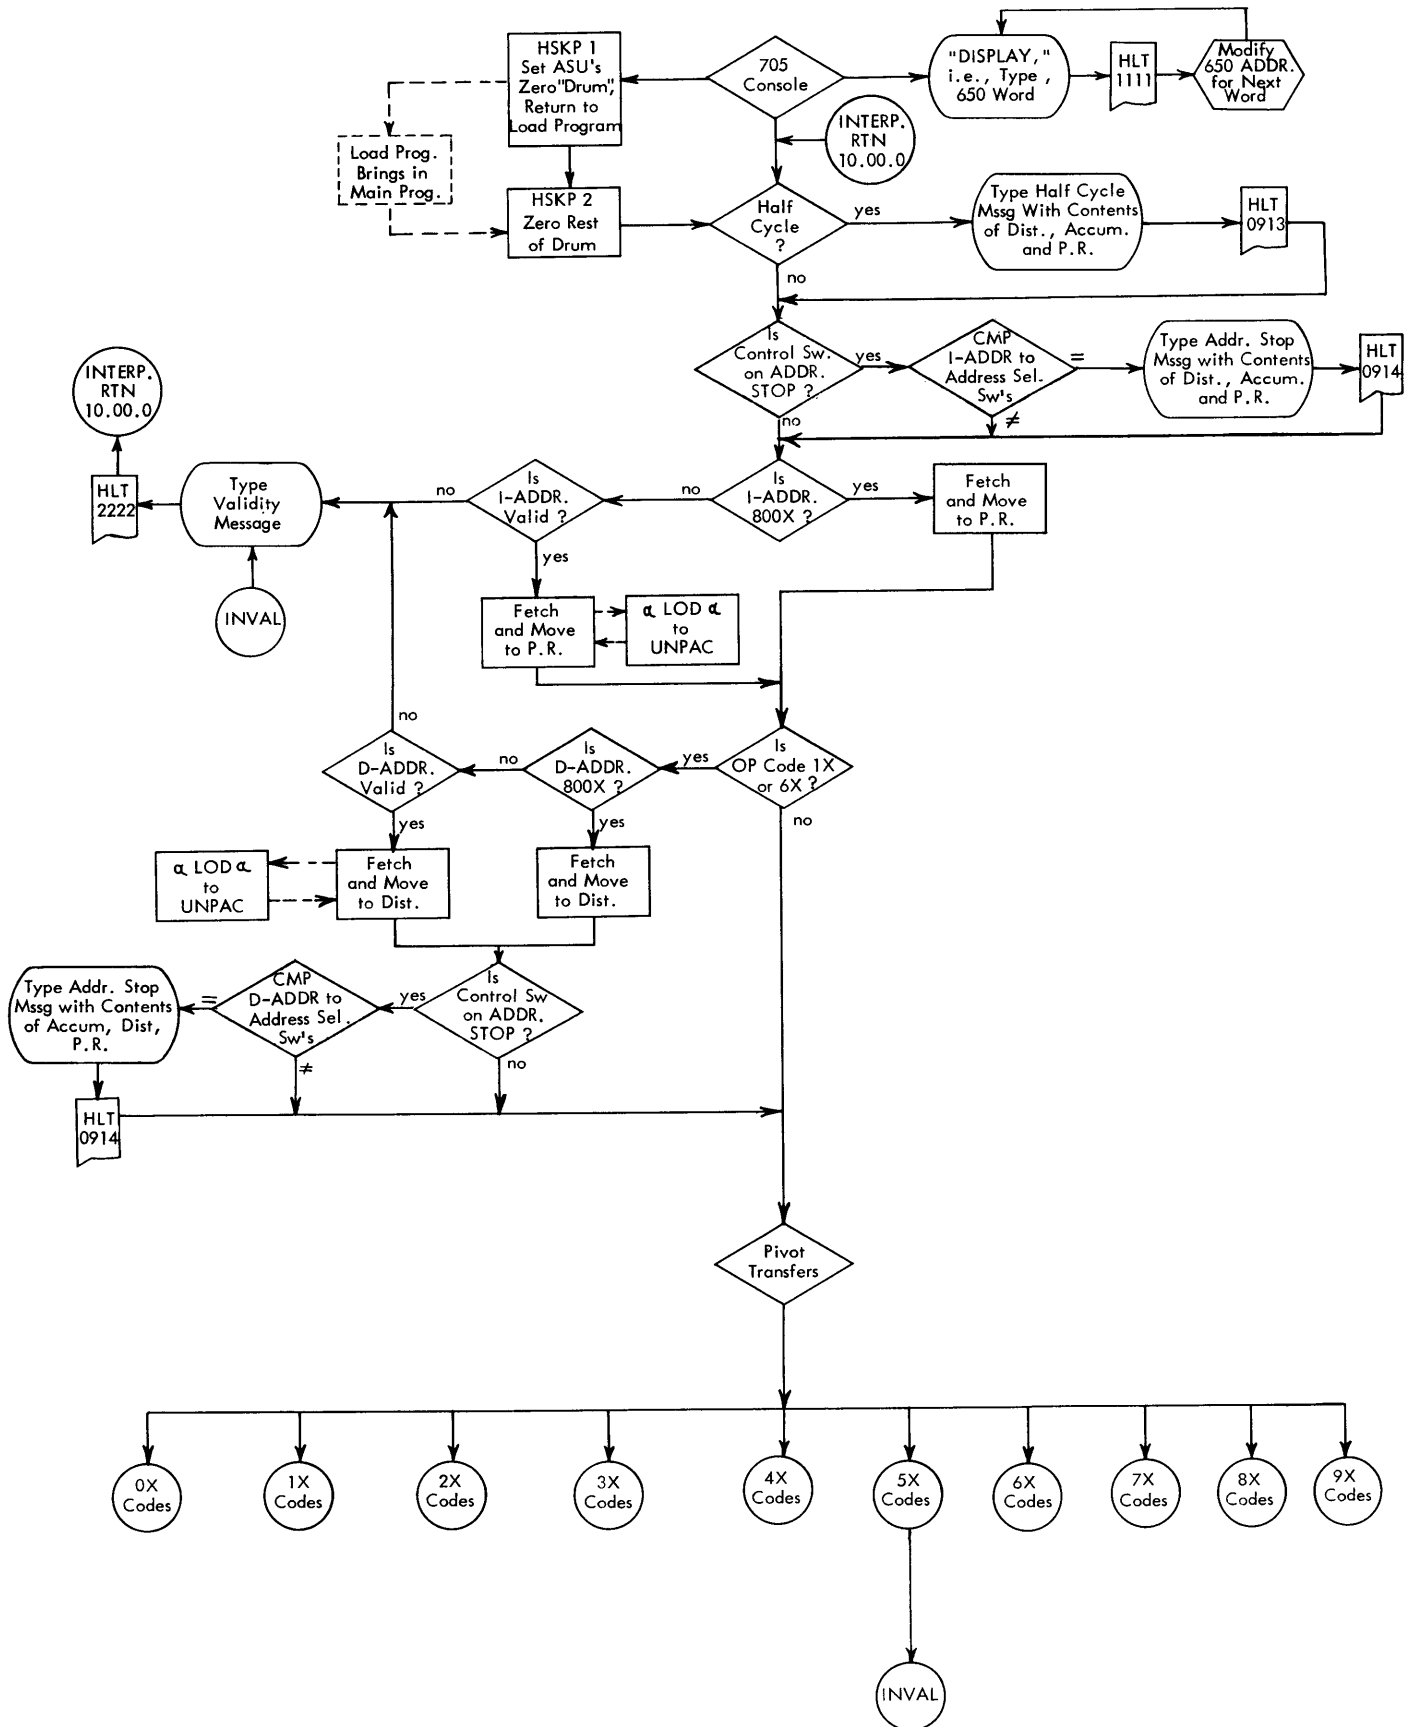 HSKP 1
Set ASU's
Zero "Drum",
Return to
Load Program
705
Console
"DISPLAY,"
i.e., Type,
650 Word
HLT
1111
Modify
650 ADDR.
for Next
Word
Load Prog.
Brings in
Main Prog.
INTERP.
RTN
10.00.0
HSKP 2
Zero Rest
of Drum
Half
Cycle
?
yes
Type Half Cycle
Mssg With Contents
of Dist., Accum.
and P.R.
HLT
0913
no
Is
Control Sw.
on ADDR.
STOP ?
yes
CMP
I-ADDR to
Address Sel.
Sw's
=
Type Addr. Stop
Mssg with Contents
of Dist., Accum.
and P.R.
HLT
0914
no
≠
INTERP.
RTN
10.00.0
HLT
2222
Type
Validity
Message
no
Is
I-ADDR.
Valid ?
no
Is
I-ADDR.
800X ?
yes
Fetch
and Move
to P.R.
yes
INVAL
Fetch
and Move
to P.R.
α LOD α
to
UNPAC
no
Is
D-ADDR.
Valid ?
no
Is
D-ADDR.
800X ?
yes
Is
OP Code 1X
or 6X ?
yes
yes
no
α LOD α
to
UNPAC
Fetch
and Move
to Dist.
Fetch
and Move
to Dist.
Type Addr. Stop
Mssg with Contents
of Accum, Dist,
P.R.
=
CMP
D-ADDR to
Address Sel.
Sw's
yes
Is
Control Sw
on ADDR.
STOP ?
≠
no
HLT
0914
Pivot
Transfers
0X
Codes
1X
Codes
2X
Codes
3X
Codes
4X
Codes
5X
Codes
6X
Codes
7X
Codes
8X
Codes
9X
Codes
INVAL